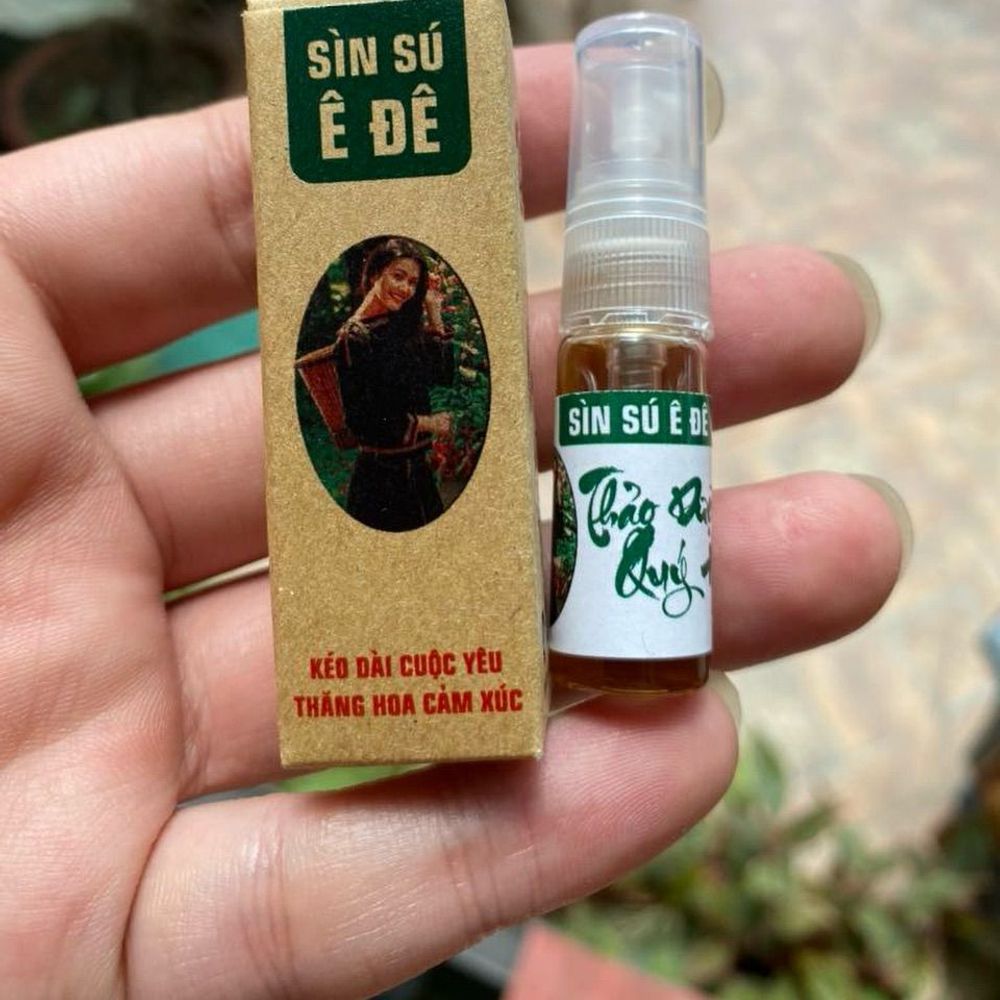 SÌN SÚ
Ê ĐÊ
KÉO DÀI CUỘC YÊU
THĂNG HOA CẢM XÚC
SÌN SÚ Ê ĐÊ
Thảo
Quý